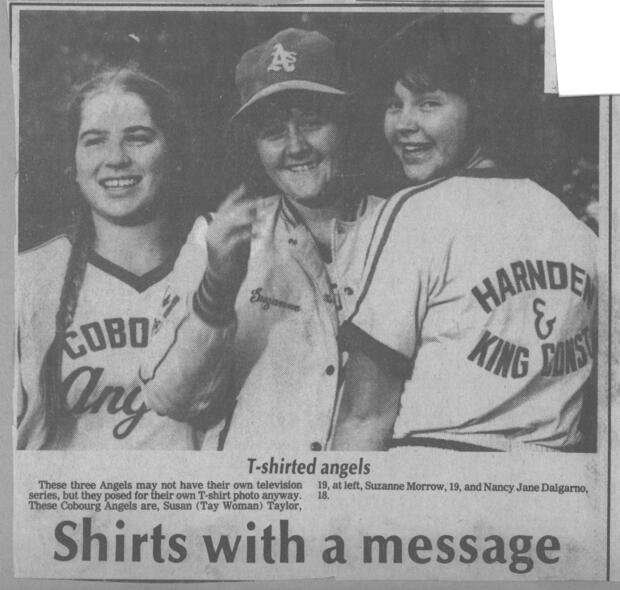 A's
COBO
Ang
Suzanne
HARNDEN
&
KING CONST
T-shirted angels
These three Angels may not have their own television
series, but they posed for their own T-shirt photo anyway.
These Cobourg Angels are, Susan (Tay Woman) Taylor,
19, at left, Suzanne Morrow, 19, and Nancy Jane Dalgarno,
18.
Shirts with a message